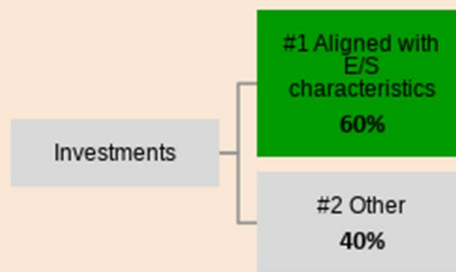 #1 Aligned with
E/S
characteristics
60%
Investments
#2 Other
40%